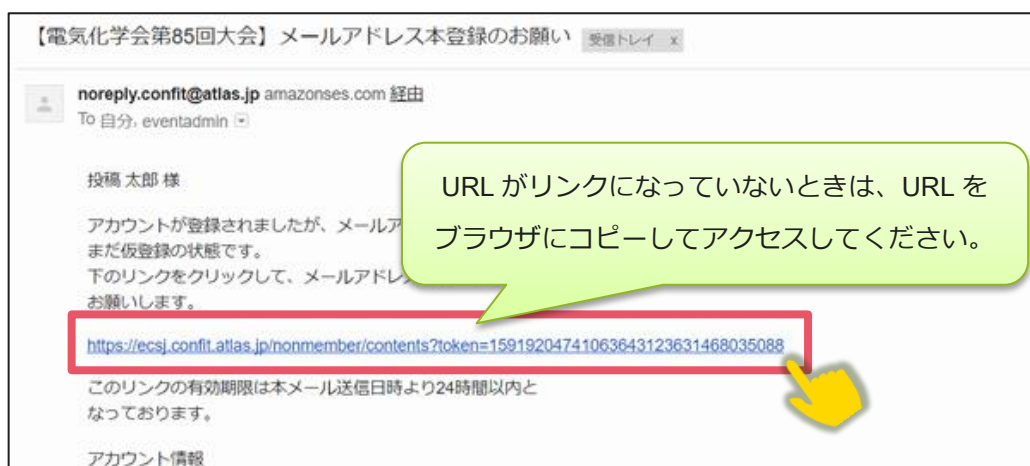 【電気化学会第85回大会】メールアドレス本登録のお願い 受信トレイ x
noreply.confit@atlas.jp amazonses.com 経由
To 自分, eventadmin
投稿 太郎 様
URL がリンクになっていないときは、URL を
ブラウザにコピーしてアクセスしてください。
アカウントが登録されましたが、メールア
まだ仮登録の状態です。
下のリンクをクリックして、メールアドレ
お願いします。
https://ecsj.confit.atlas.jp/nonmember/contents?token=15919204741063643123631468035088
このリンクの有効期限は本メール送信日時より24時間以内と
なっております。
アカウント情報